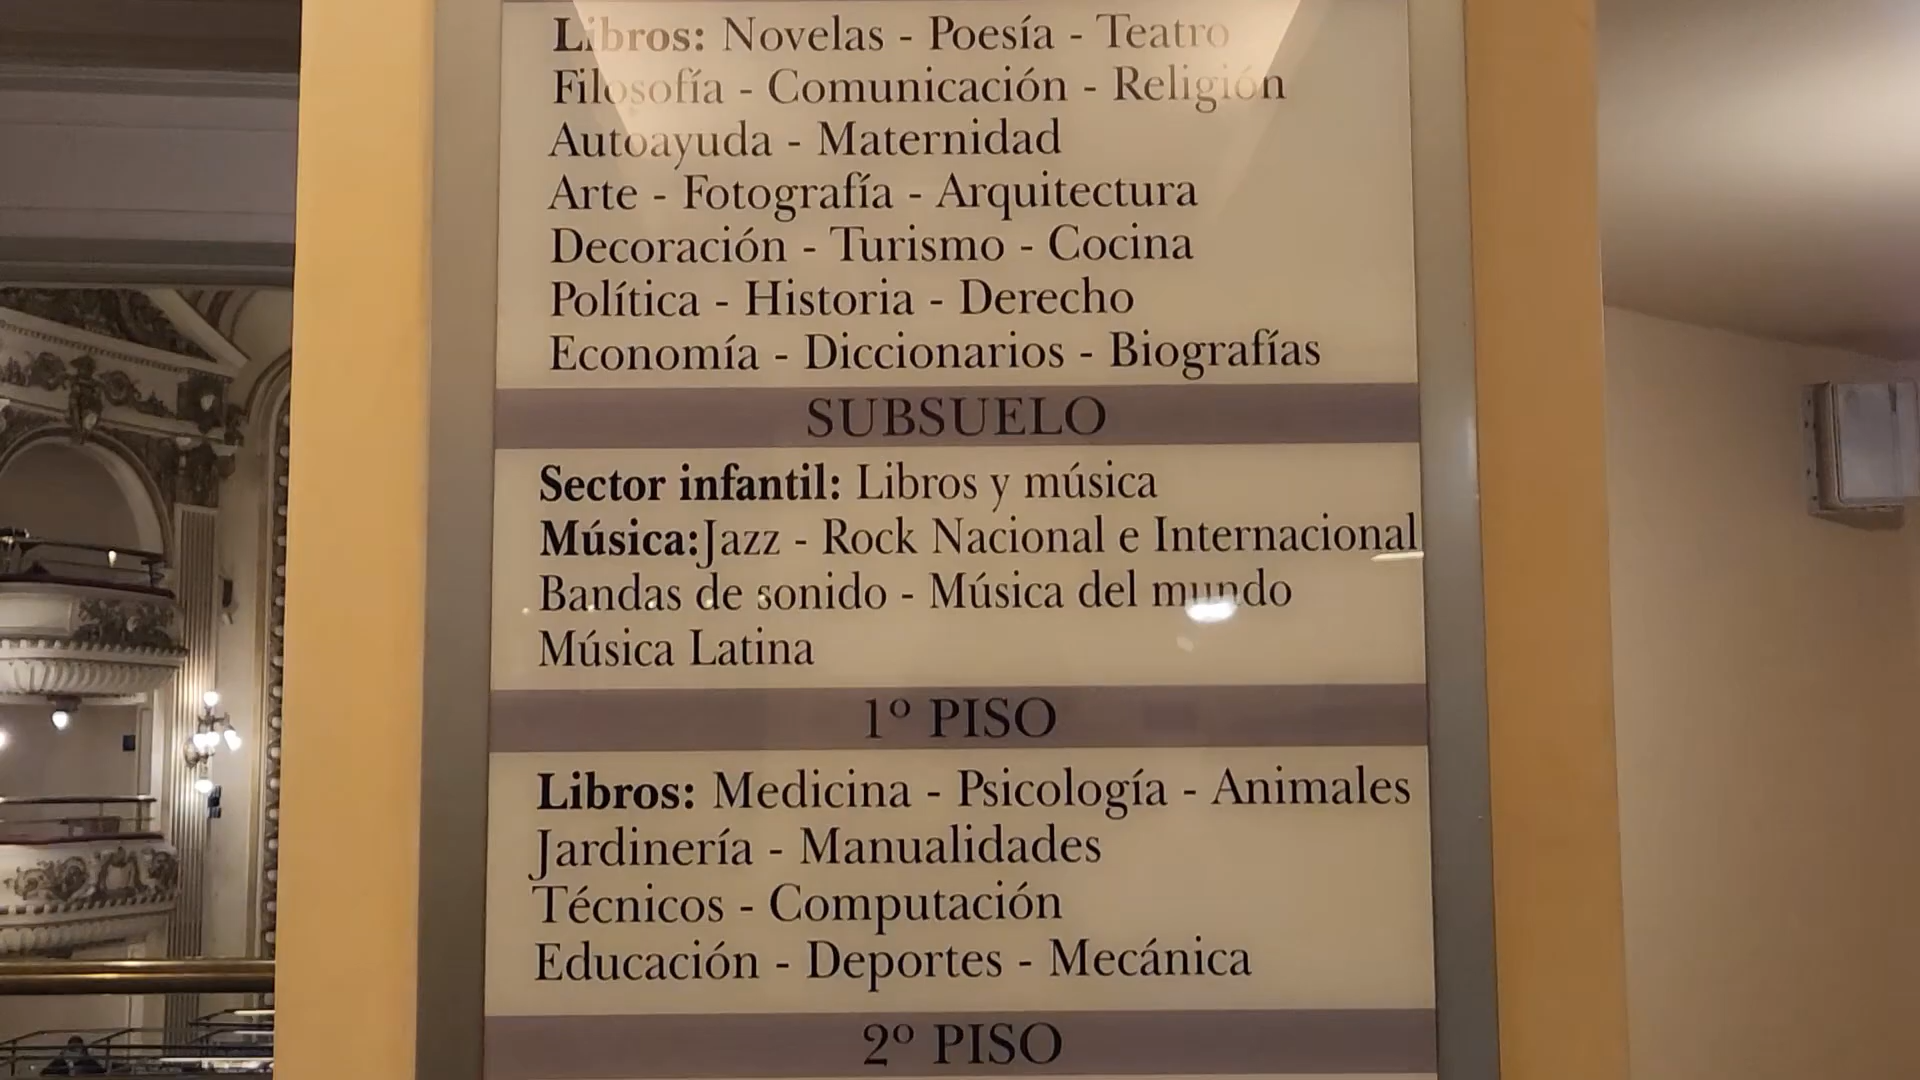 Libros: Novelas - Poesía - Teatro
Filosofía - Comunicación - Religión
Autoayuda - Maternidad
Arte - Fotografía - Arquitectura
Decoración - Turismo - Cocina
Política - Historia - Derecho
Economía - Diccionarios - Biografías
SUBSUELO
Sector infantil: Libros y música
Música:Jazz - Rock Nacional e Internacional
Bandas de sonido - Música del mundo
Música Latina
1º PISO
Libros: Medicina - Psicología - Animales
Jardinería - Manualidades
Técnicos - Computación
Educación - Deportes - Mecánica
2º PISO